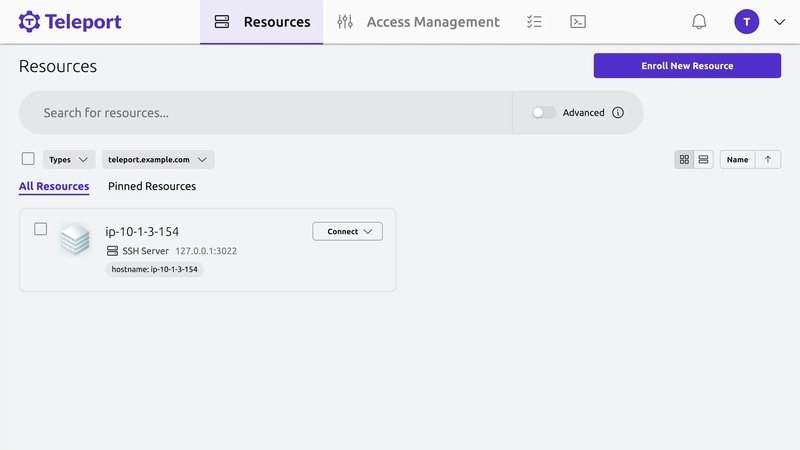 Teleport
Resources
Access Management
T
Resources
Enroll New Resource
Search for resources...
Advanced
Types
teleport.example.com
Name
All Resources
Pinned Resources
ip-10-1-3-154
Connect
SSH Server 127.0.0.1:3022
hostname: ip-10-1-3-154